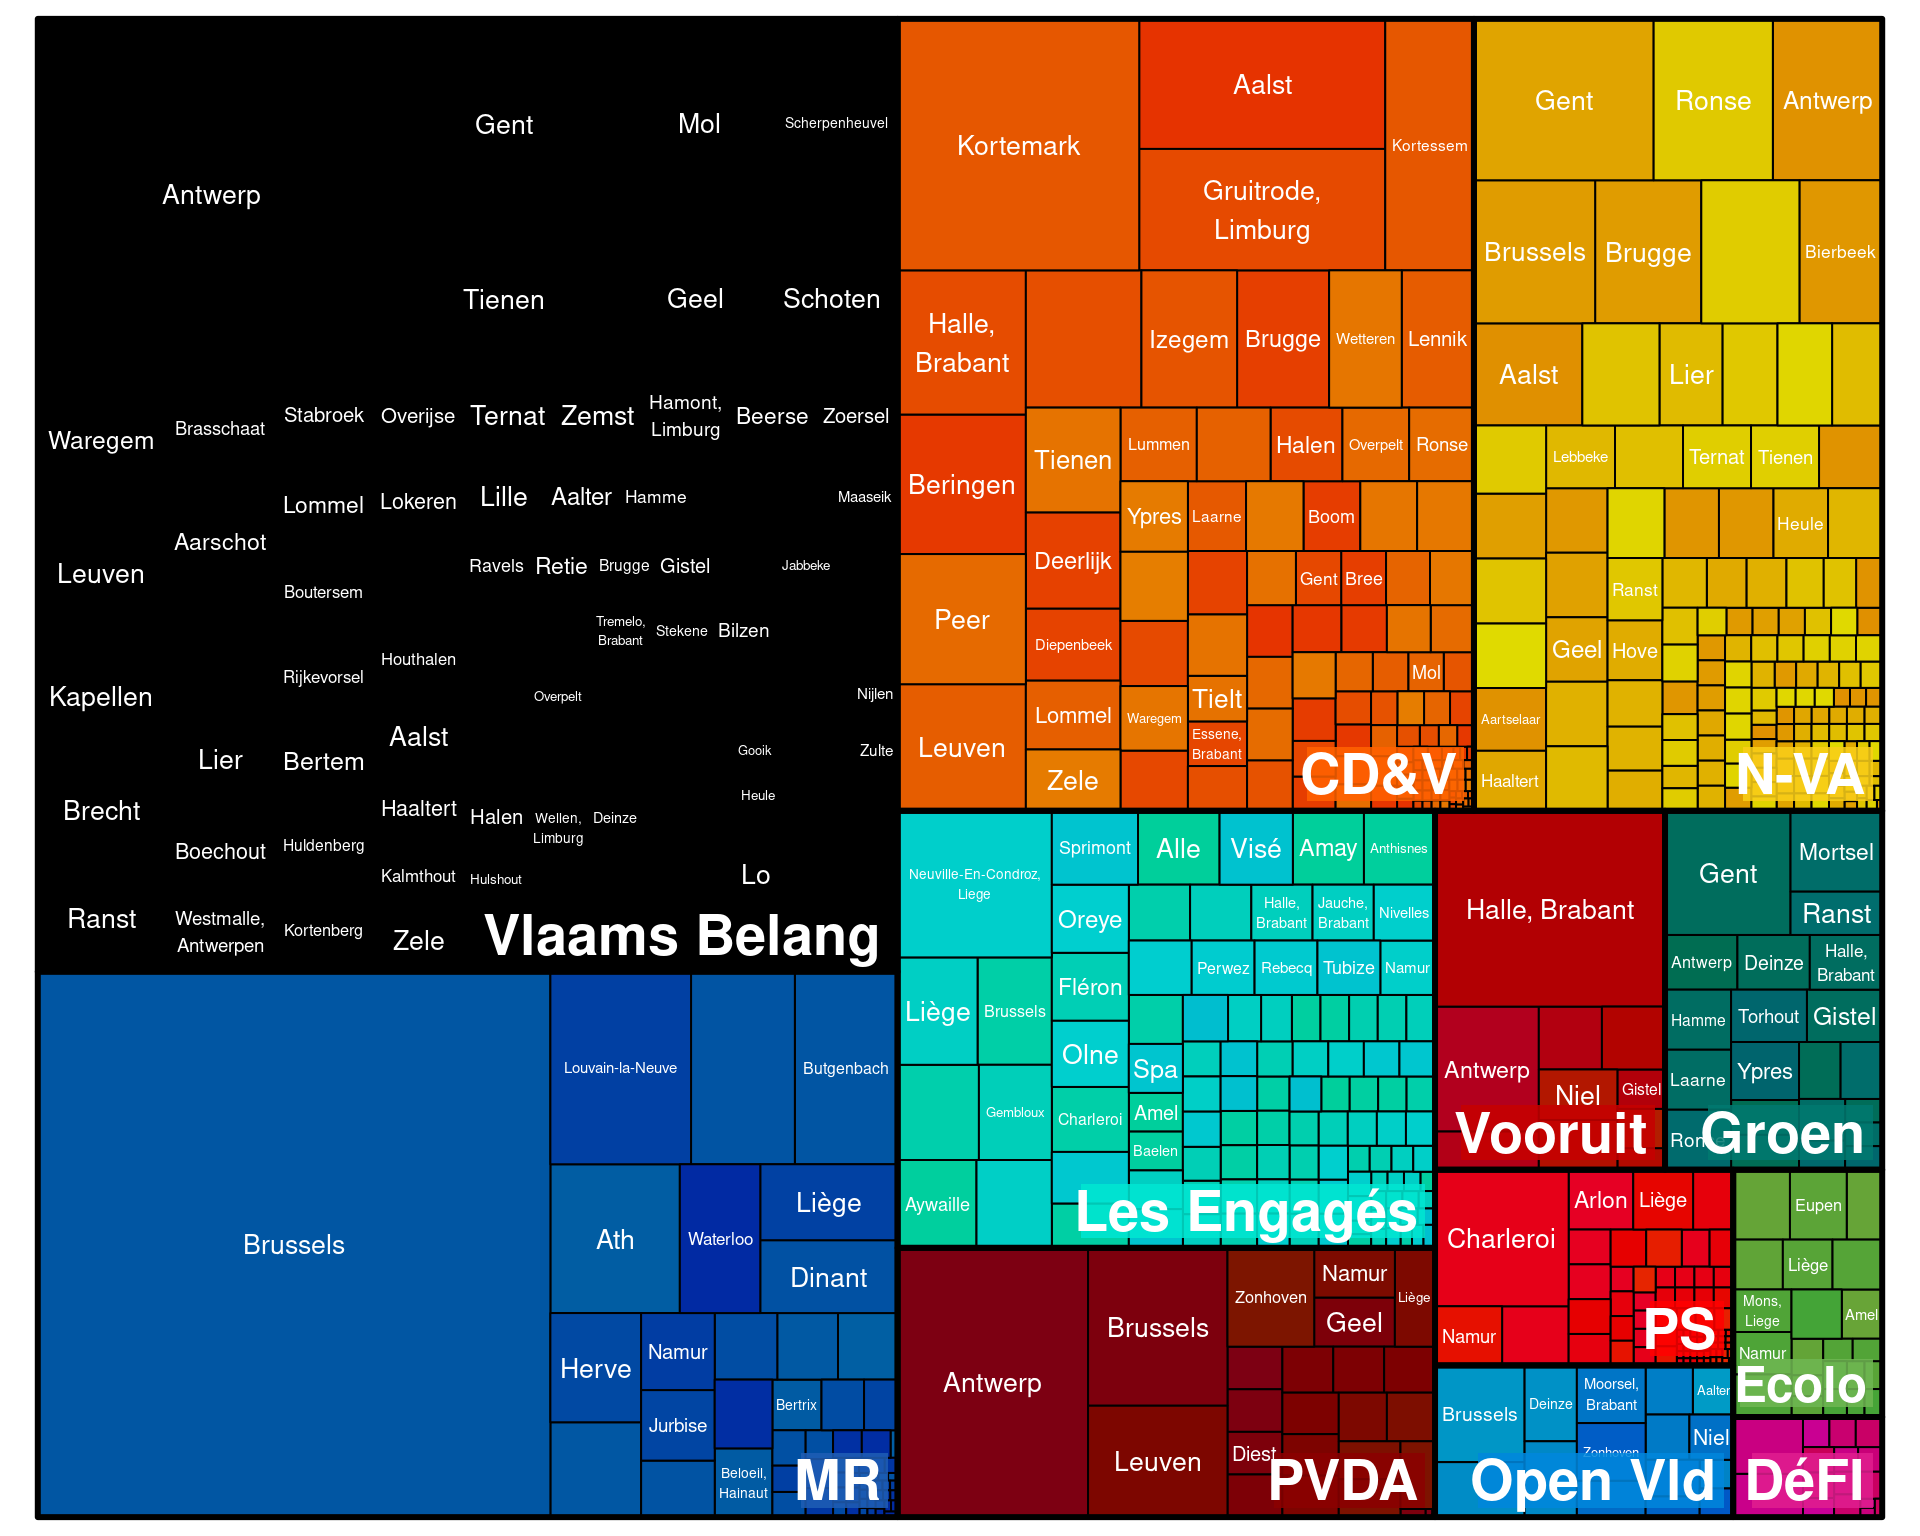 Antwerp
Gent
Mol
Scherpenheuvel
Tienen
Geel
Schoten
Waregem
Brasschaat
Stabroek
Overijse
Ternat
Zemst
Hamont,
Limburg
Beerse
Zoersel
Leuven
Aarschot
Lommel
Lokeren
Lille
Aalter
Hamme
Maaseik
Boutersem
Ravels
Retie
Brugge
Gistel
Jabbeke
Tremelo,
Brabant
Stekene
Bilzen
Kapellen
Rijkevorsel
Houthalen
Overpelt
Nijlen
Lier
Bertem
Aalst
Gooik
Zulte
Brecht
Haaltert
Halen
Wellen,
Limburg
Deinze
Heule
Boechout
Huldenberg
Kalmthout
Hulshout
Lo
Ranst
Westmalle,
Antwerpen
Kortenberg
Zele
Vlaams Belang
Brussels
Louvain-la-Neuve
Butgenbach
Ath
Waterloo
Liège
Dinant
Herve
Namur
Jurbise
Bertrix
Beloeil,
Hainaut
MR
Kortemark
Aalst
Gruitrode,
Limburg
Kortessem
Halle,
Brabant
Izegem
Brugge
Wetteren
Lennik
Beringen
Tienen
Lummen
Halen
Overpelt
Ronse
Ypres
Laarne
Boom
Peer
Deerlijk
Gent
Bree
Diepenbeek
Mol
Leuven
Lommel
Waregem
Tielt
Essene,
Brabant
Zele
CD&V
Gent
Ronse
Antwerp
Brussels
Brugge
Bierbeek
Aalst
Lier
Lebbeke
Ternat
Tienen
Heule
Ranst
Geel
Hove
Aartselaar
Haaltert
N-VA
Neuville-En-Condroz,
Liege
Sprimont
Alle
Visé
Amay
Anthisnes
Oreye
Halle,
Brabant
Jauche,
Brabant
Nivelles
Liège
Brussels
Fléron
Perwez
Rebecq
Tubize
Namur
Olne
Spa
Gembloux
Charleroi
Amel
Baelen
Aywaille
Les Engagés
Antwerp
Brussels
Leuven
Zonhoven
Namur
Geel
Liège
Diest
PVDA
Halle, Brabant
Antwerp
Niel
Gistel
Vooruit
Gent
Mortsel
Ranst
Antwerp
Deinze
Halle,
Brabant
Hamme
Torhout
Gistel
Laarne
Ypres
Groen
Charleroi
Arlon
Liège
Namur
PS
Eupen
Liège
Mons,
Liege
Amel
Namur
Ecolo
Brussels
Deinze
Moorsel,
Brabant
Aalter
Zonhoven
Niel
Open Vld
DéFI